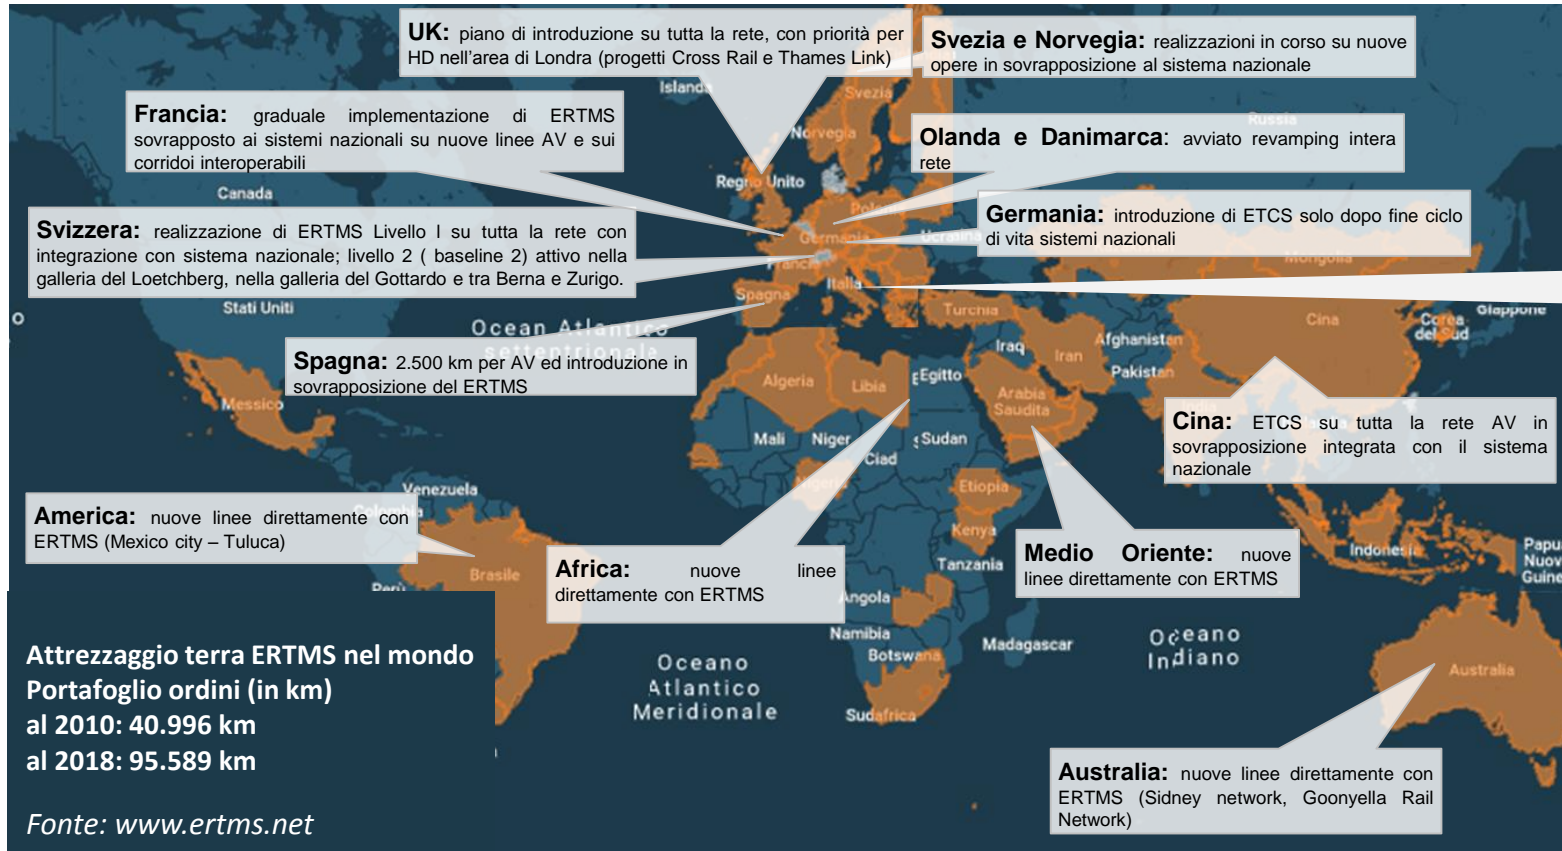 UK: piano di introduzione su tutta la rete, con priorità per
HD nell'area di Londra (progetti Cross Rail e Thames Link)
Svezia e Norvegia: realizzazioni in corso su nuove
opere in sovrapposizione al sistema nazionale
Islanda
Svezia
Russia
Francia: graduale implementazione di ERTMS
sovrapposto ai sistemi nazionali su nuove linee AV e sui
corridoi interoperabili
Norvegia
Olanda e Danimarca: avviato revamping intera
rete
Canada
Regno Unito
Polonia
Svizzera: realizzazione di ERTMS Livello I su tutta la rete con
integrazione con sistema nazionale; livello 2 ( baseline 2) attivo nella
galleria del Loetchberg, nella galleria del Gottardo e tra Berna e Zurigo.
Germania: introduzione di ETCS solo dopo fine ciclo
di vita sistemi nazionali
Germania
Ucraina
Mongolia
Francia
Italia
Spagna
Stati Uniti
o
Turchia
Cina
Corea
del Sud
Giappone
Ocean Atlantico
settentrionale
Spagna: 2.500 km per AV ed introduzione in
sovrapposizione del ERTMS
Iraq
Iran
Afghanistan
Pakistan
Algeria
Libia
Egitto
Arabia
Saudita
Messico
Cina: ETCS su tutta la rete AV in
sovrapposizione integrata con il sistema
nazionale
Mali
Niger
Ciad
Sudan
Nigeria
Etiopia
Venezuela
Colombia
America: nuove linee direttamente con
ERTMS (Mexico city – Tuluca)
Kenya
Medio Oriente: nuove
linee direttamente con ERTMS
Indonesia
Papu
Nuov
Guine
Africa: nuove linee
direttamente con ERTMS
Tanzania
Brasile
Perù
Angola
Namibia
Botswana
Madagascar
Oceano
Indiano
Attrezzaggio terra ERTMS nel mondo
Portafoglio ordini (in km)
al 2010: 40.996 km
al 2018: 95.589 km
Oceano
Atlantico
Meridionale
Sudafrica
Australia
Australia: nuove linee direttamente con
ERTMS (Sidney network, Goonyella Rail
Network)
Fonte: www.ertms.net